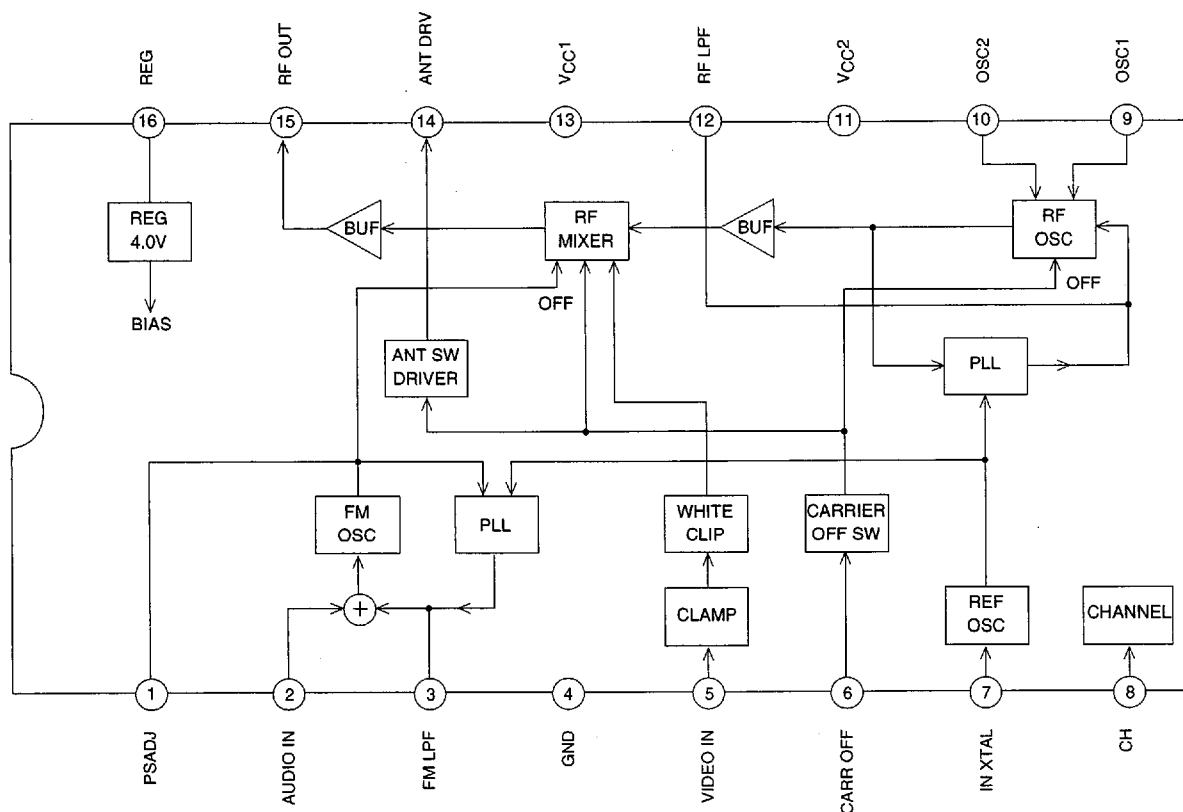 REG
RF OUT
ANT DRV
VCC1
RF LPF
VCC2
OSC2
OSC1
16
15
14
13
12
11
10
9
REG
4.0V
BUF
RF
MIXER
BUF
RF
OSC
OFF
OFF
BIAS
ANT SW
DRIVER
PLL
FM
OSC
PLL
WHITE
CLIP
CARRIER
OFF SW
+
CLAMP
REF
OSC
CHANNEL
1
2
3
4
5
6
7
8
PSADJ
AUDIO IN
FM LPF
GND
VIDEO IN
CARR OFF
IN XTAL
CH